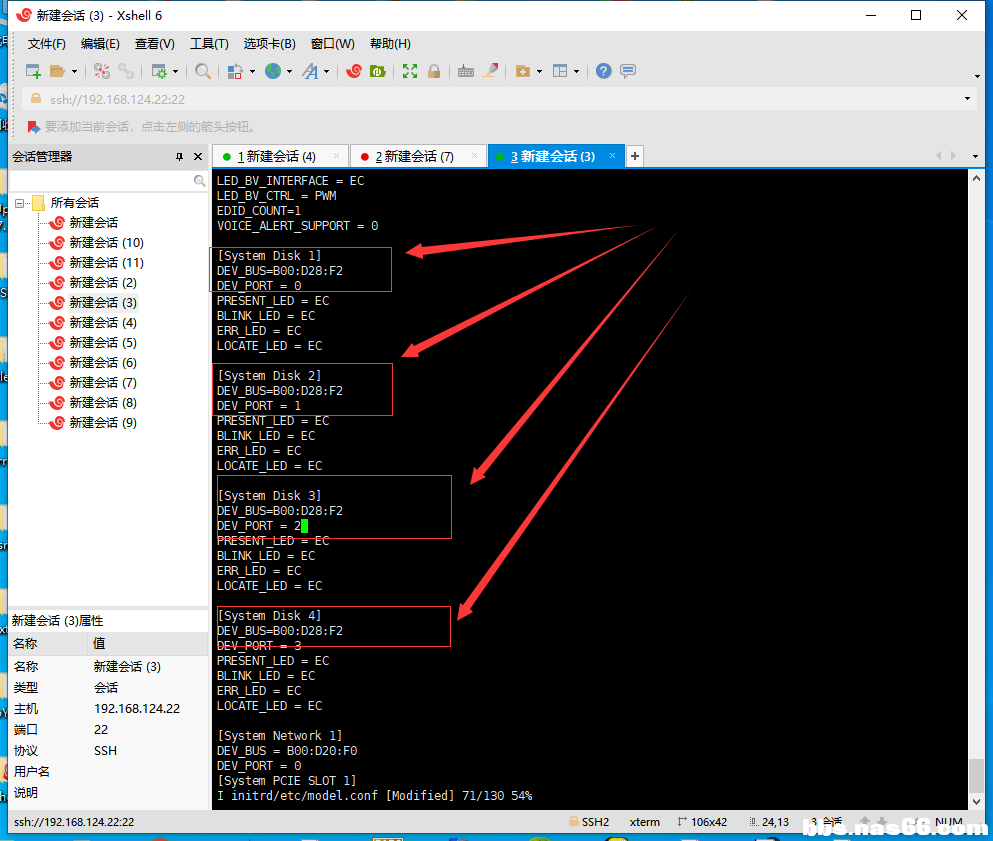 新建会话 (3) - Xshell 6
文件(F) 编辑(E) 查看(V) 工具(T) 选项卡(B) 窗口(W) 帮助(H)
ssh://192.168.124.22:22
要添加当前会话，点击左侧的箭头按钮。
会话管理器
1 新建会话 (4)
2 新建会话 (7)
3 新建会话 (3)
所有会话
新建会话
新建会话 (10)
新建会话 (11)
新建会话 (2)
新建会话 (3)
新建会话 (4)
新建会话 (5)
新建会话 (6)
新建会话 (7)
新建会话 (8)
新建会话 (9)
新建会话 (3)属性
名称 值
名称 新建会话 (3)
类型 会话
主机 192.168.124.22
端口 22
协议 SSH
用户名
说明
LED_BV_INTERFACE = EC
LED_BV_CTRL = PWM
EDID_COUNT=1
VOICE_ALERT_SUPPORT = 0
[System Disk 1]
DEV_BUS=B00:D28:F2
DEV_PORT = 0
PRESENT_LED = EC
BLINK_LED = EC
ERR_LED = EC
LOCATE_LED = EC
[System Disk 2]
DEV_BUS=B00:D28:F2
DEV_PORT = 1
PRESENT_LED = EC
BLINK_LED = EC
ERR_LED = EC
LOCATE_LED = EC
[System Disk 3]
DEV_BUS=B00:D28:F2
DEV_PORT = 2
PRESENT_LED = EC
BLINK_LED = EC
ERR_LED = EC
LOCATE_LED = EC
[System Disk 4]
DEV_BUS=B00:D28:F2
DEV_PORT = 3
PRESENT_LED = EC
BLINK_LED = EC
ERR_LED = EC
LOCATE_LED = EC
[System Network 1]
DEV_BUS = B00:D20:F0
DEV_PORT = 0
[System PCIE SLOT 1]
I initrd/etc/model.conf [Modified] 71/130 54%
ssh://192.168.124.22:22
SSH2
xterm
106x42
24,13
3 会话
NUM
bbs.nas66.com